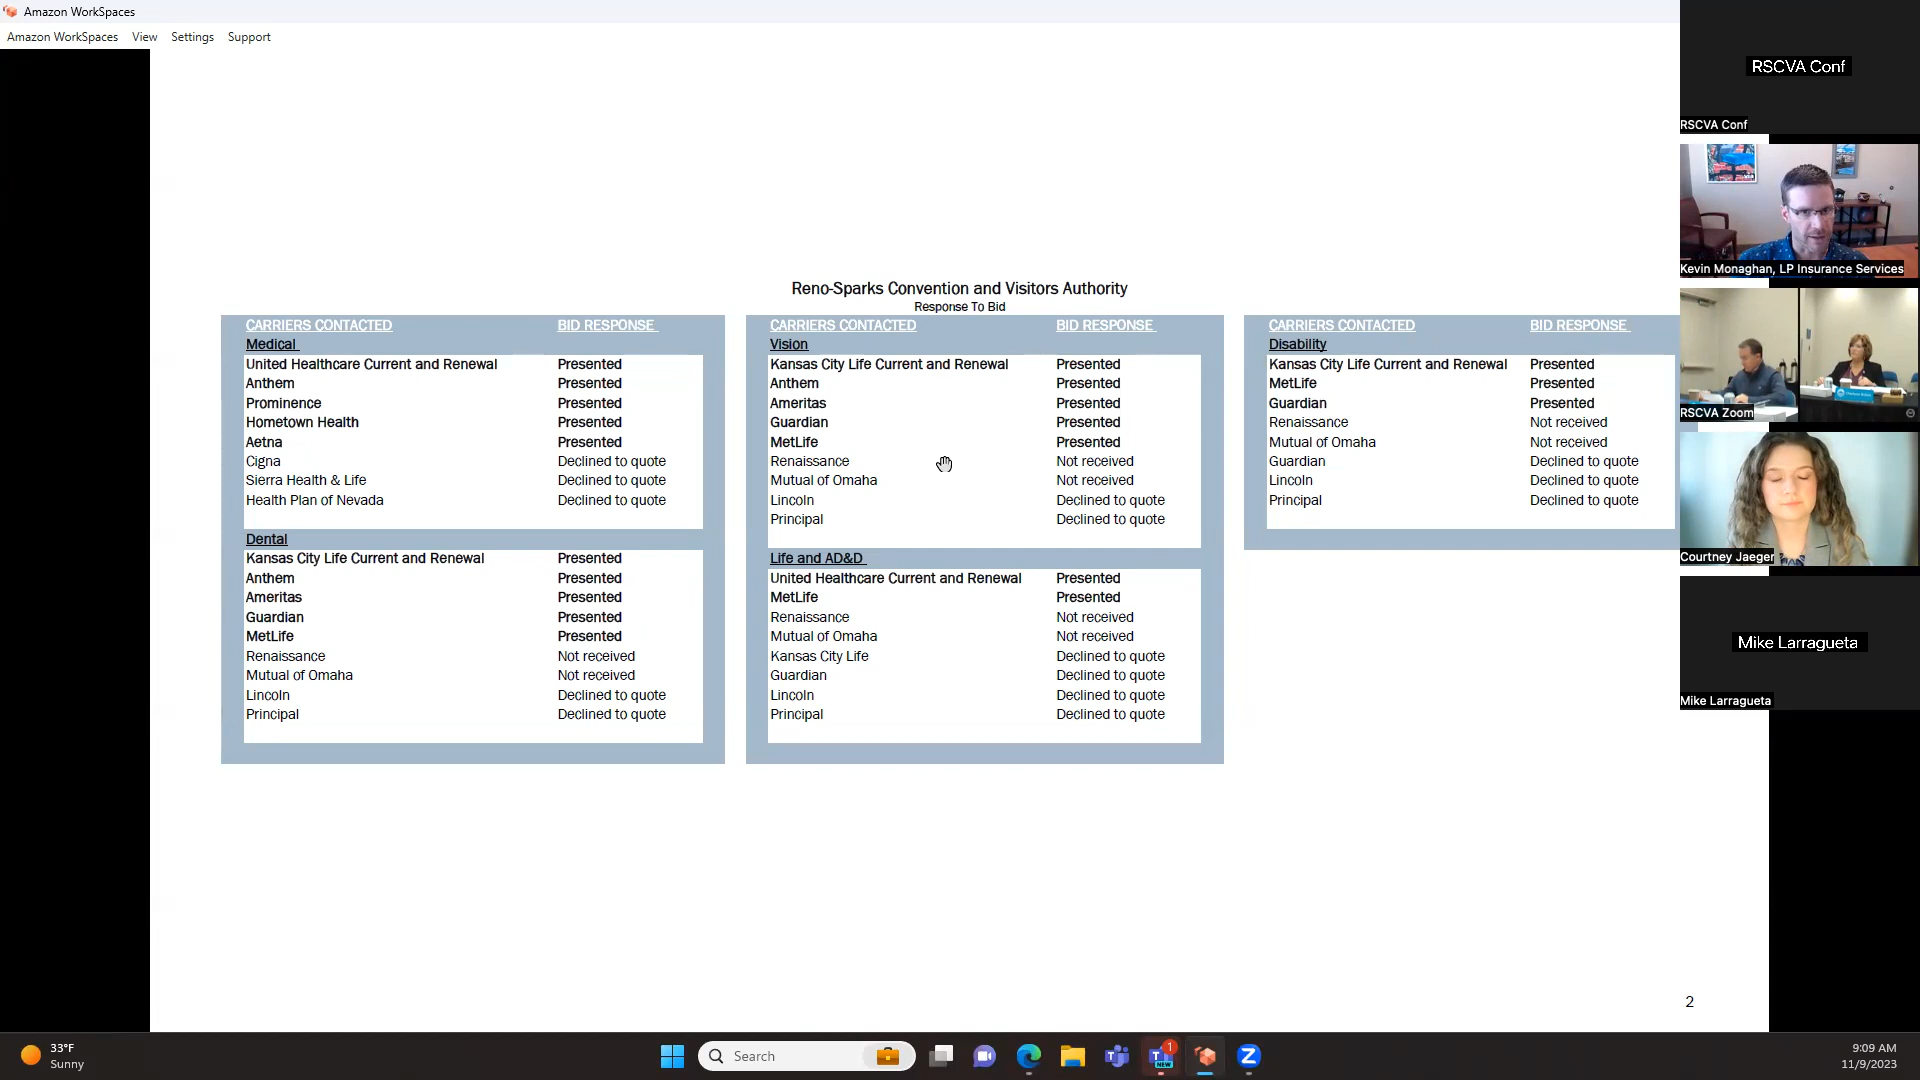 Amazon WorkSpaces
Amazon WorkSpaces View Settings Support
Reno-Sparks Convention and Visitors Authority
Response To Bid
CARRIERS CONTACTED BID RESPONSE
Medical
United Healthcare Current and Renewal Presented
Anthem Presented
Prominence Presented
Hometown Health Presented
Aetna Presented
Cigna Declined to quote
Sierra Health & Life Declined to quote
Health Plan of Nevada Declined to quote
Dental
Kansas City Life Current and Renewal Presented
Anthem Presented
Ameritas Presented
Guardian Presented
MetLife Presented
Renaissance Not received
Mutual of Omaha Not received
Lincoln Declined to quote
Principal Declined to quote
CARRIERS CONTACTED BID RESPONSE
Vision
Kansas City Life Current and Renewal Presented
Anthem Presented
Ameritas Presented
Guardian Presented
MetLife Presented
Renaissance Not received
Mutual of Omaha Not received
Lincoln Declined to quote
Principal Declined to quote
Life and AD&D
United Healthcare Current and Renewal Presented
MetLife Presented
Renaissance Not received
Mutual of Omaha Not received
Kansas City Life Declined to quote
Guardian Declined to quote
Lincoln Declined to quote
Principal Declined to quote
CARRIERS CONTACTED BID RESPONSE
Disability
Kansas City Life Current and Renewal Presented
MetLife Presented
Guardian Presented
Renaissance Not received
Mutual of Omaha Not received
Guardian Declined to quote
Lincoln Declined to quote
Principal Declined to quote
2
RSCVA Conf
RSCVA Conf
Kevin Monaghan, LP Insurance Services
RSCVA Zoom
Courtney Jaeger
Mike Larragueta
Mike Larragueta
33°F
Sunny
Search
1
NEW
9:09 AM
11/9/2023